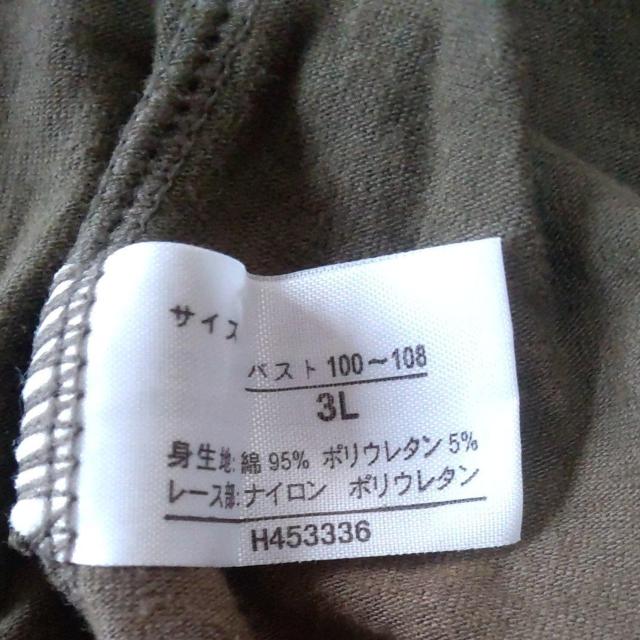 サイズ
バスト 100〜108
3L
身生地:綿 95% ポリウレタン 5%
レース部:ナイロン ポリウレタン
H453336